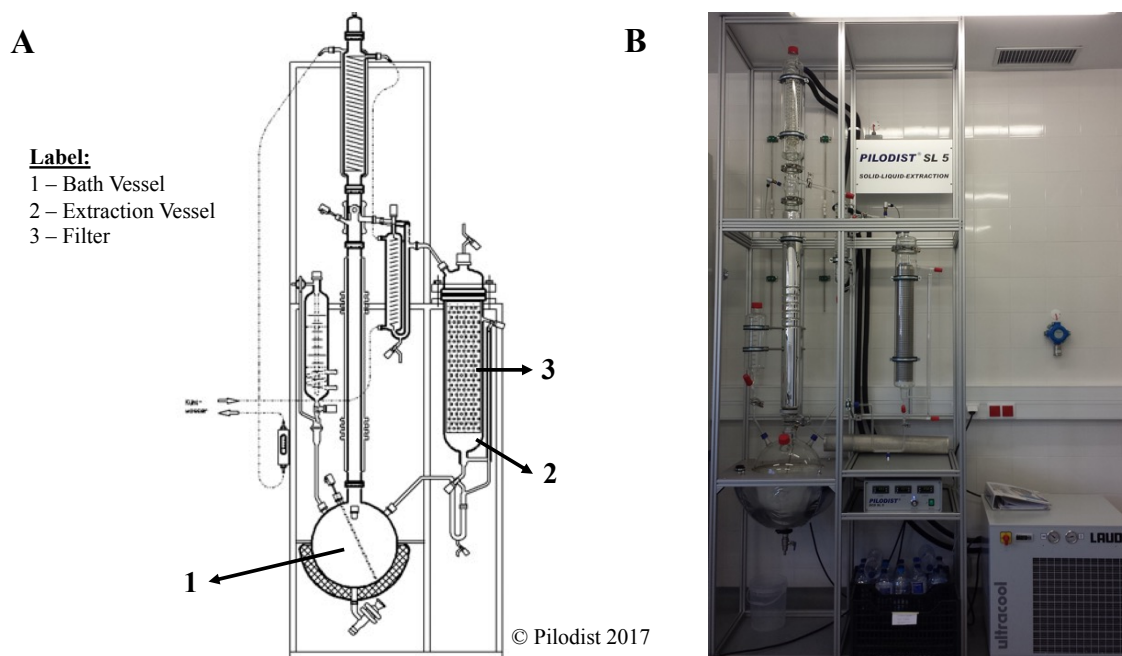 A
B
Label:
1 – Bath Vessel
2 – Extraction Vessel
3 – Filter
PILODIST® SL 5
SOLID-LIQUID-EXTRACTION
3
2
1
PILODIST®
LAUD
ultracool
© Pilodist 2017